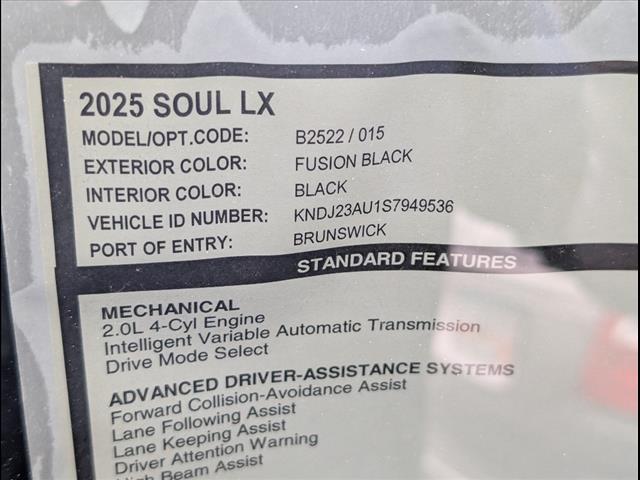 2025 SOUL LX
MODEL/OPT.CODE: B2522 / 015
EXTERIOR COLOR: FUSION BLACK
INTERIOR COLOR: BLACK
VEHICLE ID NUMBER: KNDJ23AU1S7949536
PORT OF ENTRY: BRUNSWICK
STANDARD FEATURES
MECHANICAL
2.0L 4-Cyl Engine
Intelligent Variable Automatic Transmission
Drive Mode Select
ADVANCED DRIVER-ASSISTANCE SYSTEMS
Forward Collision-Avoidance Assist
Lane Following Assist
Lane Keeping Assist
Driver Attention Warning
High Beam Assist